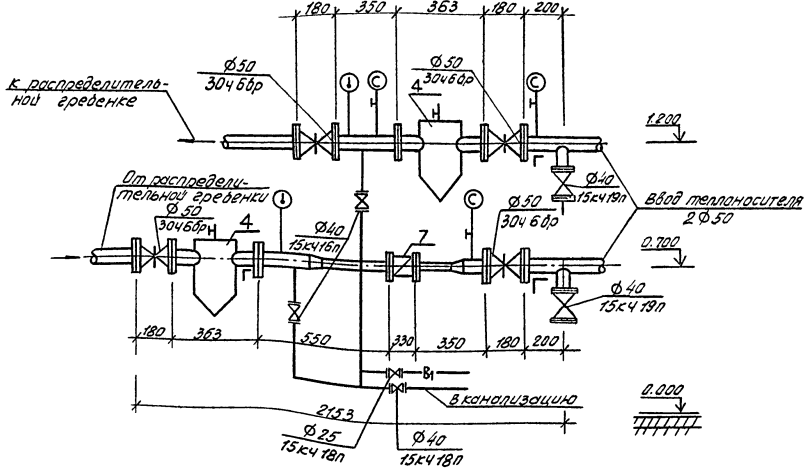 180 350 363 180 200
к распределитель-
ной гребенке
Ф50
30ч6бр
С
4
Ф50
30ч6бр
С
1.200
От распредели-
тельной гребенки
Ф50
30ч6бр
4
Ф40
15кч16п
7
С
Ф50
30ч6бр
Ф40
15кч19п
Ввод теплоносителя
2Ф50
0.700
Ф40
15кч19п
180 363 550 330 350 180 200
В1
в канализацию
0.000
2153
Ф25
15кч18п
Ф40
15кч18п